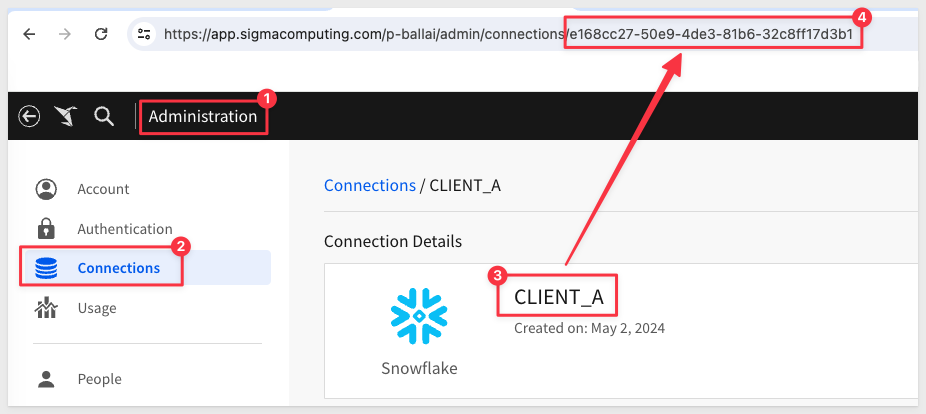 4
https://app.sigmacomputing.com/p-ballai/admin/connections/e168cc27-50e9-4de3-81b6-32c8ff17d3b1
1
Administration
Account
Connections / CLIENT_A
Authentication
2
Connections
Connection Details
3
CLIENT_A
Created on: May 2, 2024
Usage
Snowflake
People